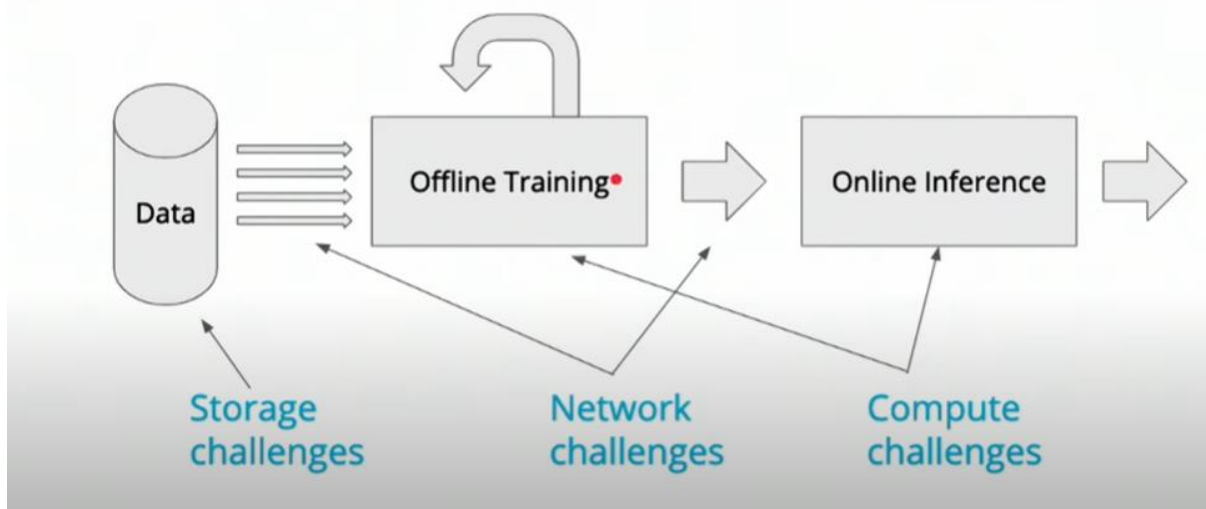 Data
Offline Training
Online Inference
Storage
challenges
Network
challenges
Compute
challenges